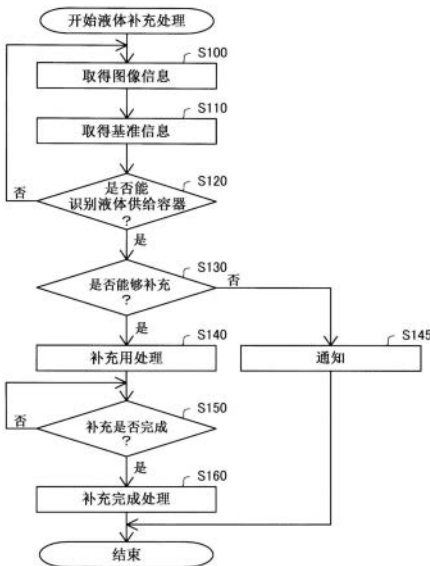 开始液体补充处理
S100
取得图像信息
S110
取得基准信息
S120
是否能
识别液体供给容器
?
否
是
S130
是否能够补充
?
否
是
S140
补充用处理
S145
通知
S150
补充是否完成
?
否
是
S160
补充完成处理
结束